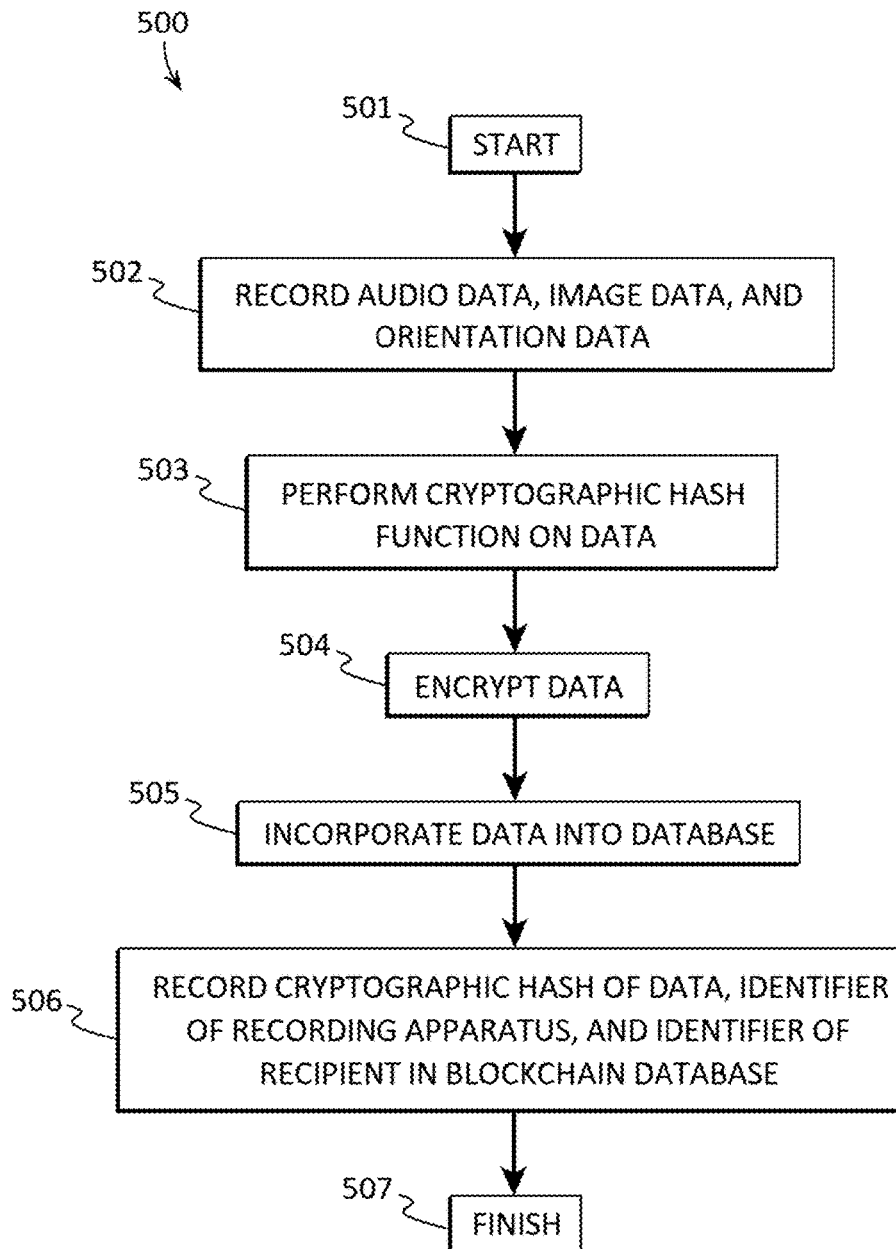 500
501
START
502
RECORD AUDIO DATA, IMAGE DATA, AND
ORIENTATION DATA
503
PERFORM CRYPTOGRAPHIC HASH
FUNCTION ON DATA
504
ENCRYPT DATA
505
INCORPORATE DATA INTO DATABASE
506
RECORD CRYPTOGRAPHIC HASH OF DATA, IDENTIFIER
OF RECORDING APPARATUS, AND IDENTIFIER OF
RECIPIENT IN BLOCKCHAIN DATABASE
507
FINISH